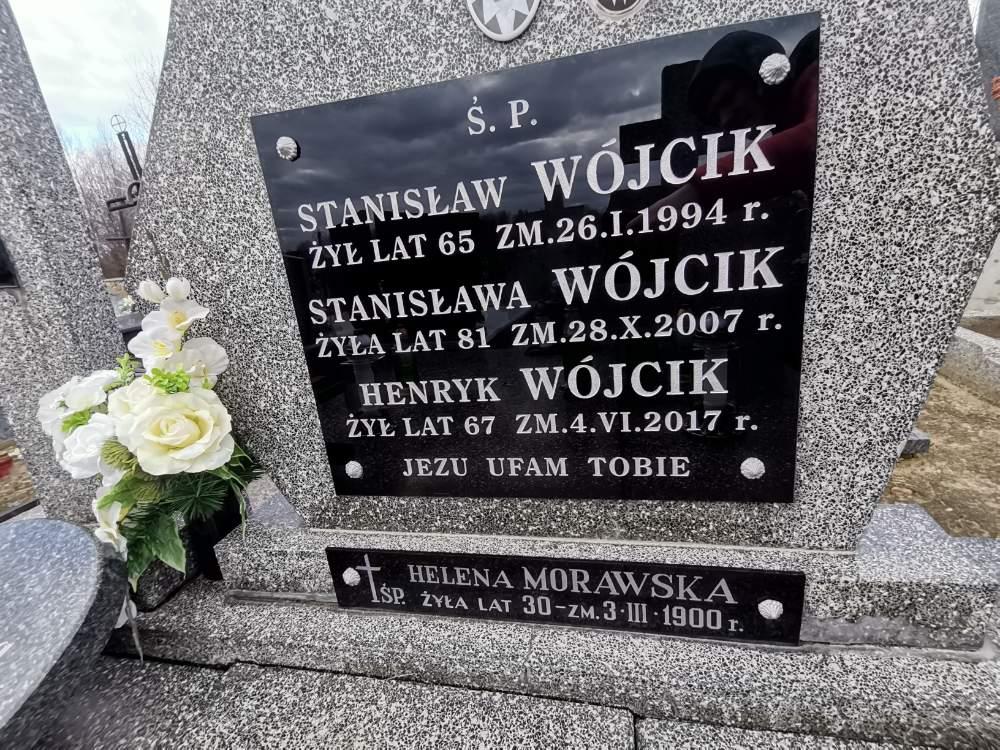 Ś. P.
STANISŁAW WÓJCIK
ŻYŁ LAT 65 ZM.26.I.1994 r.
STANISŁAWA WÓJCIK
ŻYŁA LAT 81 ZM.28.X.2007 r.
HENRYK WÓJCIK
ŻYŁ LAT 67 ZM.4.VI.2017 r.
JEZU UFAM TOBIE
HELENA MORAWSKA
ŚP. ŻYŁA LAT 30-ZM.3·III·1900 r.